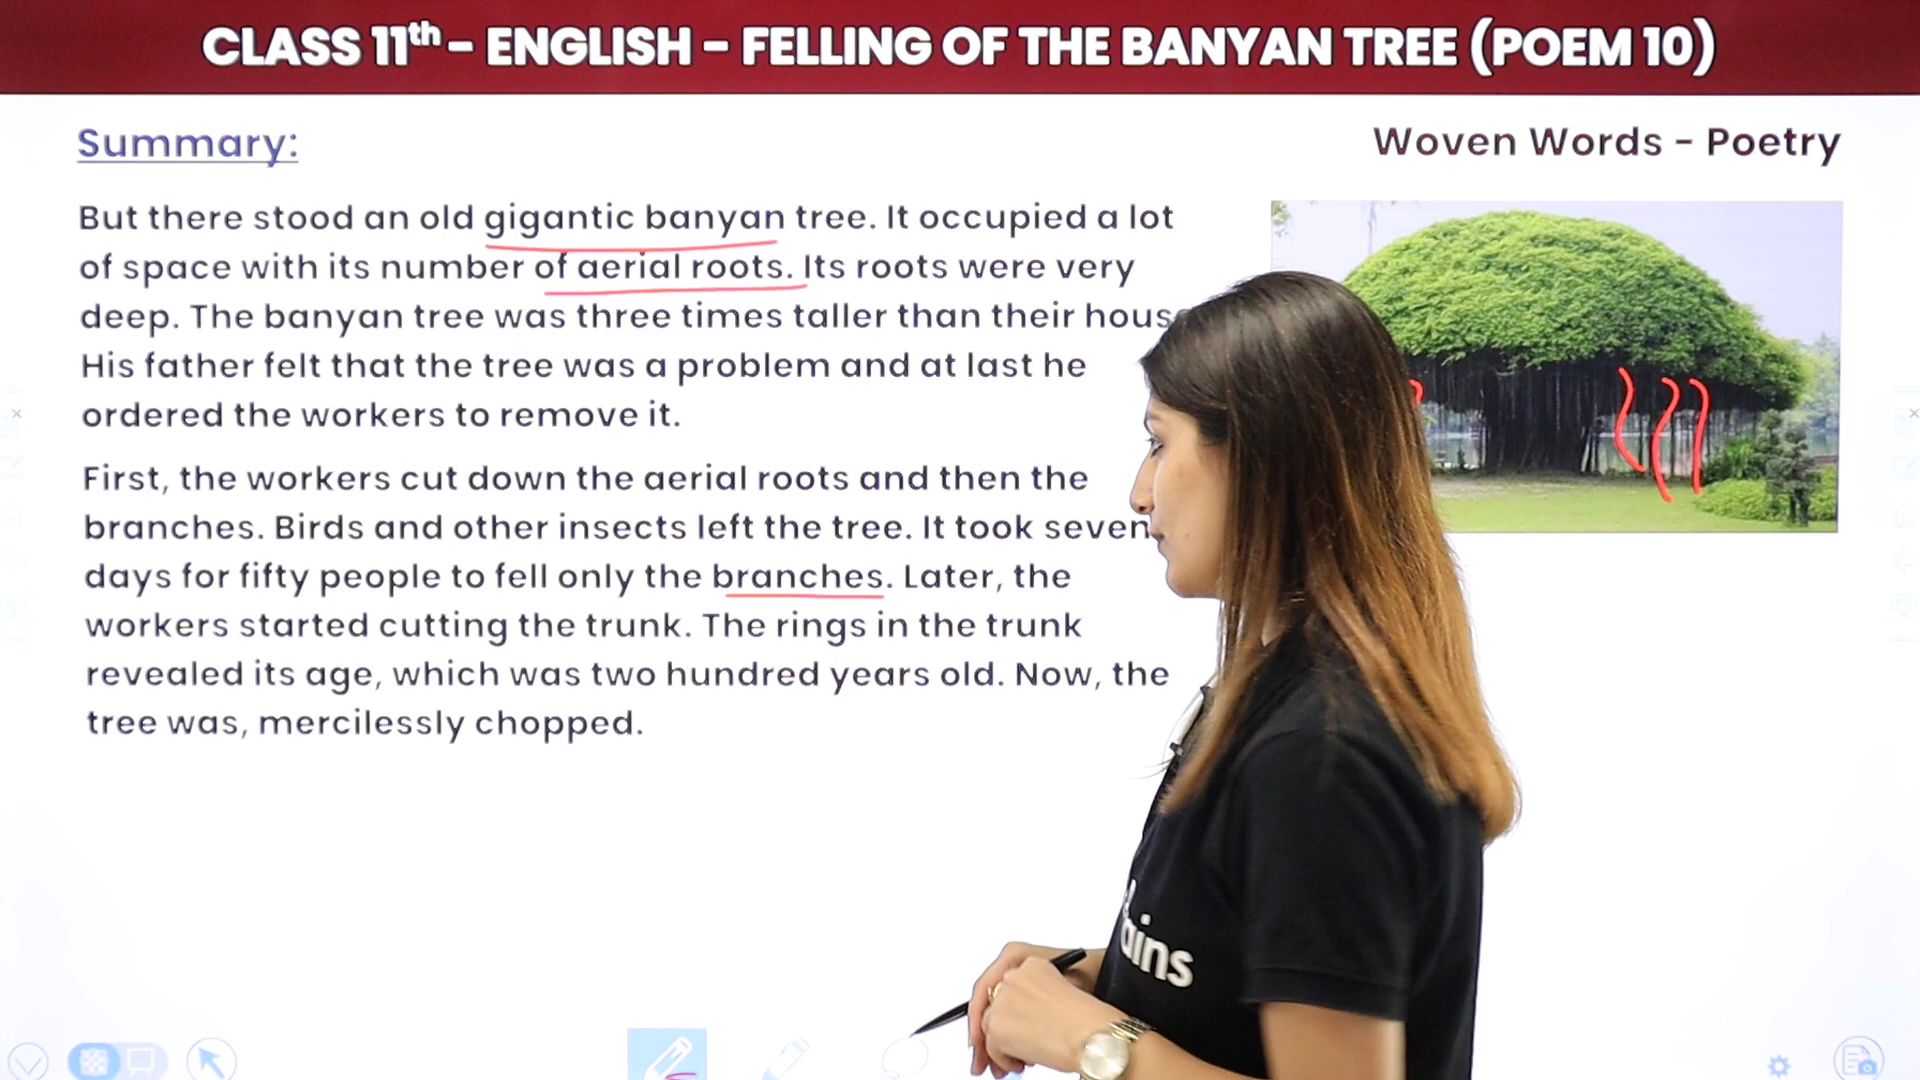 CLASS 11th - ENGLISH - FELLING OF THE BANYAN TREE (POEM 10)
Summary:
Woven Words - Poetry
But there stood an old gigantic banyan tree. It occupied a lot
of space with its number of aerial roots. Its roots were very
deep. The banyan tree was three times taller than their
His father felt that the tree was a problem and at last he
ordered the workers to remove it.
First, the workers cut down the aerial roots and then the
branches. Birds and other insects left the tree. It took seven
days for fifty people to fell only the branches. Later, the
workers started cutting the trunk. The rings in the trunk
revealed its age, which was two hundred years old. Now, the
tree was, mercilessly chopped.
ains